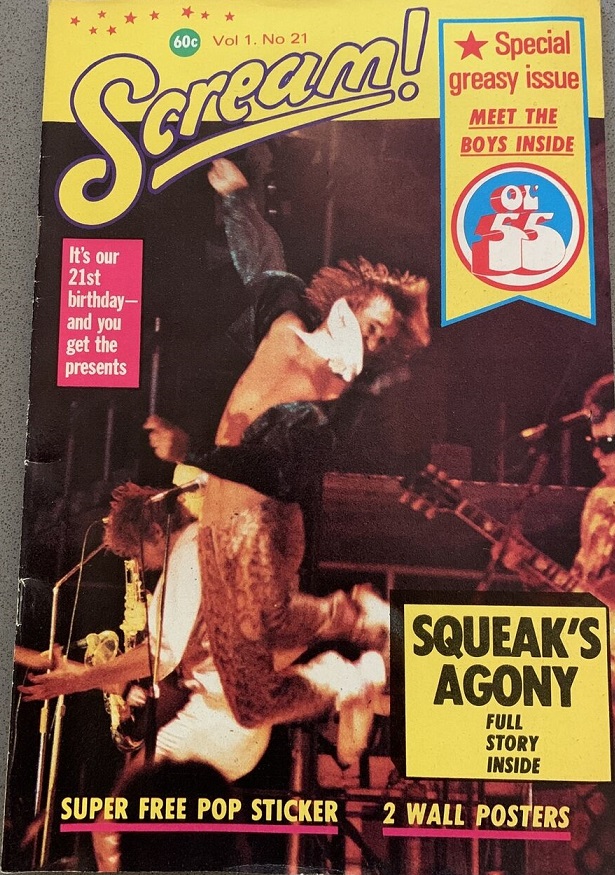 60c Vol 1. No 21
Scream!
Special
greasy issue
MEET THE
BOYS INSIDE
OL'
55
It's our
21st
birthday—
and you
get the
presents
SQUEAK'S
AGONY
FULL
STORY
INSIDE
SUPER FREE POP STICKER
2 WALL POSTERS